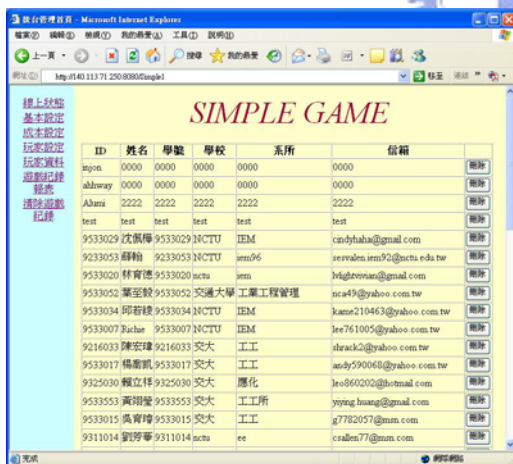 後台管理首頁 - Microsoft Internet Explorer
檔案(F) 編輯(E) 檢視(V) 我的最愛(A) 工具(T) 說明(H)
上一頁 搜尋 我的最愛
網址(D) http://140.113.71.250:8080/Simple1 移至 連結 »
SIMPLE GAME
線上狀態
基本設定
成本設定
玩家設定
玩家資料
遊戲紀錄
報表
清除遊戲
紀錄
ID 姓名 學號 學校 系所 信箱
injon 0000 0000 0000 0000 0000 刪除
ahhway 0000 0000 0000 0000 0000 刪除
Alumi 2222 2222 2222 2222 2222 刪除
test test test test test test 刪除
9533029 9533029 NCTU IEM cindyhaha@gmail.com 刪除
9233053 9233053 NCTU iem96 servalen.iem92@nctu.edu.tw 刪除
9533020 林育德 9533020 nctu iem lvlightvivian@gmail.com 刪除
9533052 葉至毅 9533052 交通大學 工業工程管理 nca49@yahoo.com.tw 刪除
9533034 邱若綾 9533034 NCTU IEM kame210463@yahoo.com.tw 刪除
9533007 Richie 9533007 NCTU IEM lee761005@yahoo.com.tw 刪除
9216033 陳宏瑋 9216033 交大 工工 shrack2@yahoo.com.tw 刪除
9533017 楊喬凱 9533017 交大 工工 andy590068@yahoo.com.tw 刪除
9325030 賴立祥 9325030 交大 應化 leo860202@hotmail.com 刪除
9533553 黃翊瑩 9533553 交大 工工所 yiying.huang@gmail.com 刪除
9533015 吳育瑋 9533015 交大 工工 g7782057@msn.com 刪除
9311014 劉芳華 9311014 nctu ee csallen77@msn.com 刪除
完成 網際網路